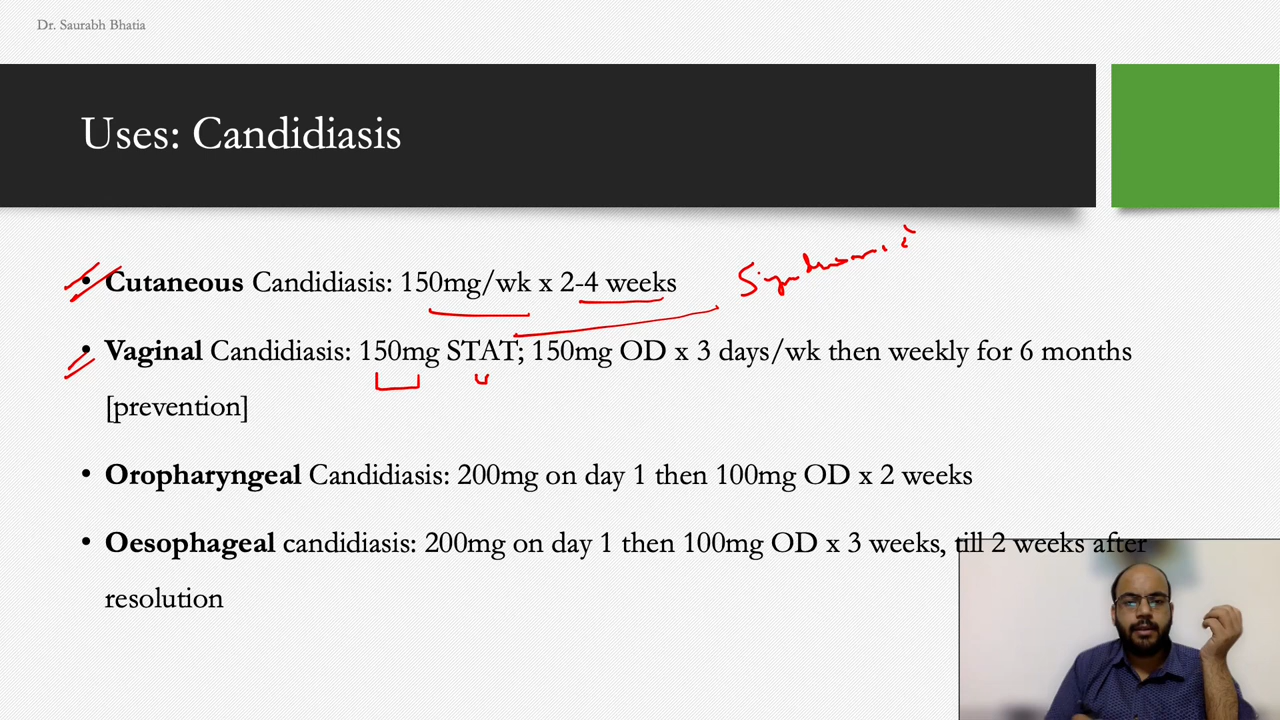 Dr. Saurabh Bhatia
Uses: Candidiasis
• Cutaneous Candidiasis: 150mg/wk x 2-4 weeks
• Vaginal Candidiasis: 150mg STAT; 150mg OD x 3 days/wk then weekly for 6 months
[prevention]
• Oropharyngeal Candidiasis: 200mg on day 1 then 100mg OD x 2 weeks
• Oesophageal candidiasis: 200mg on day 1 then 100mg OD x 3 weeks, till 2 weeks after
resolution